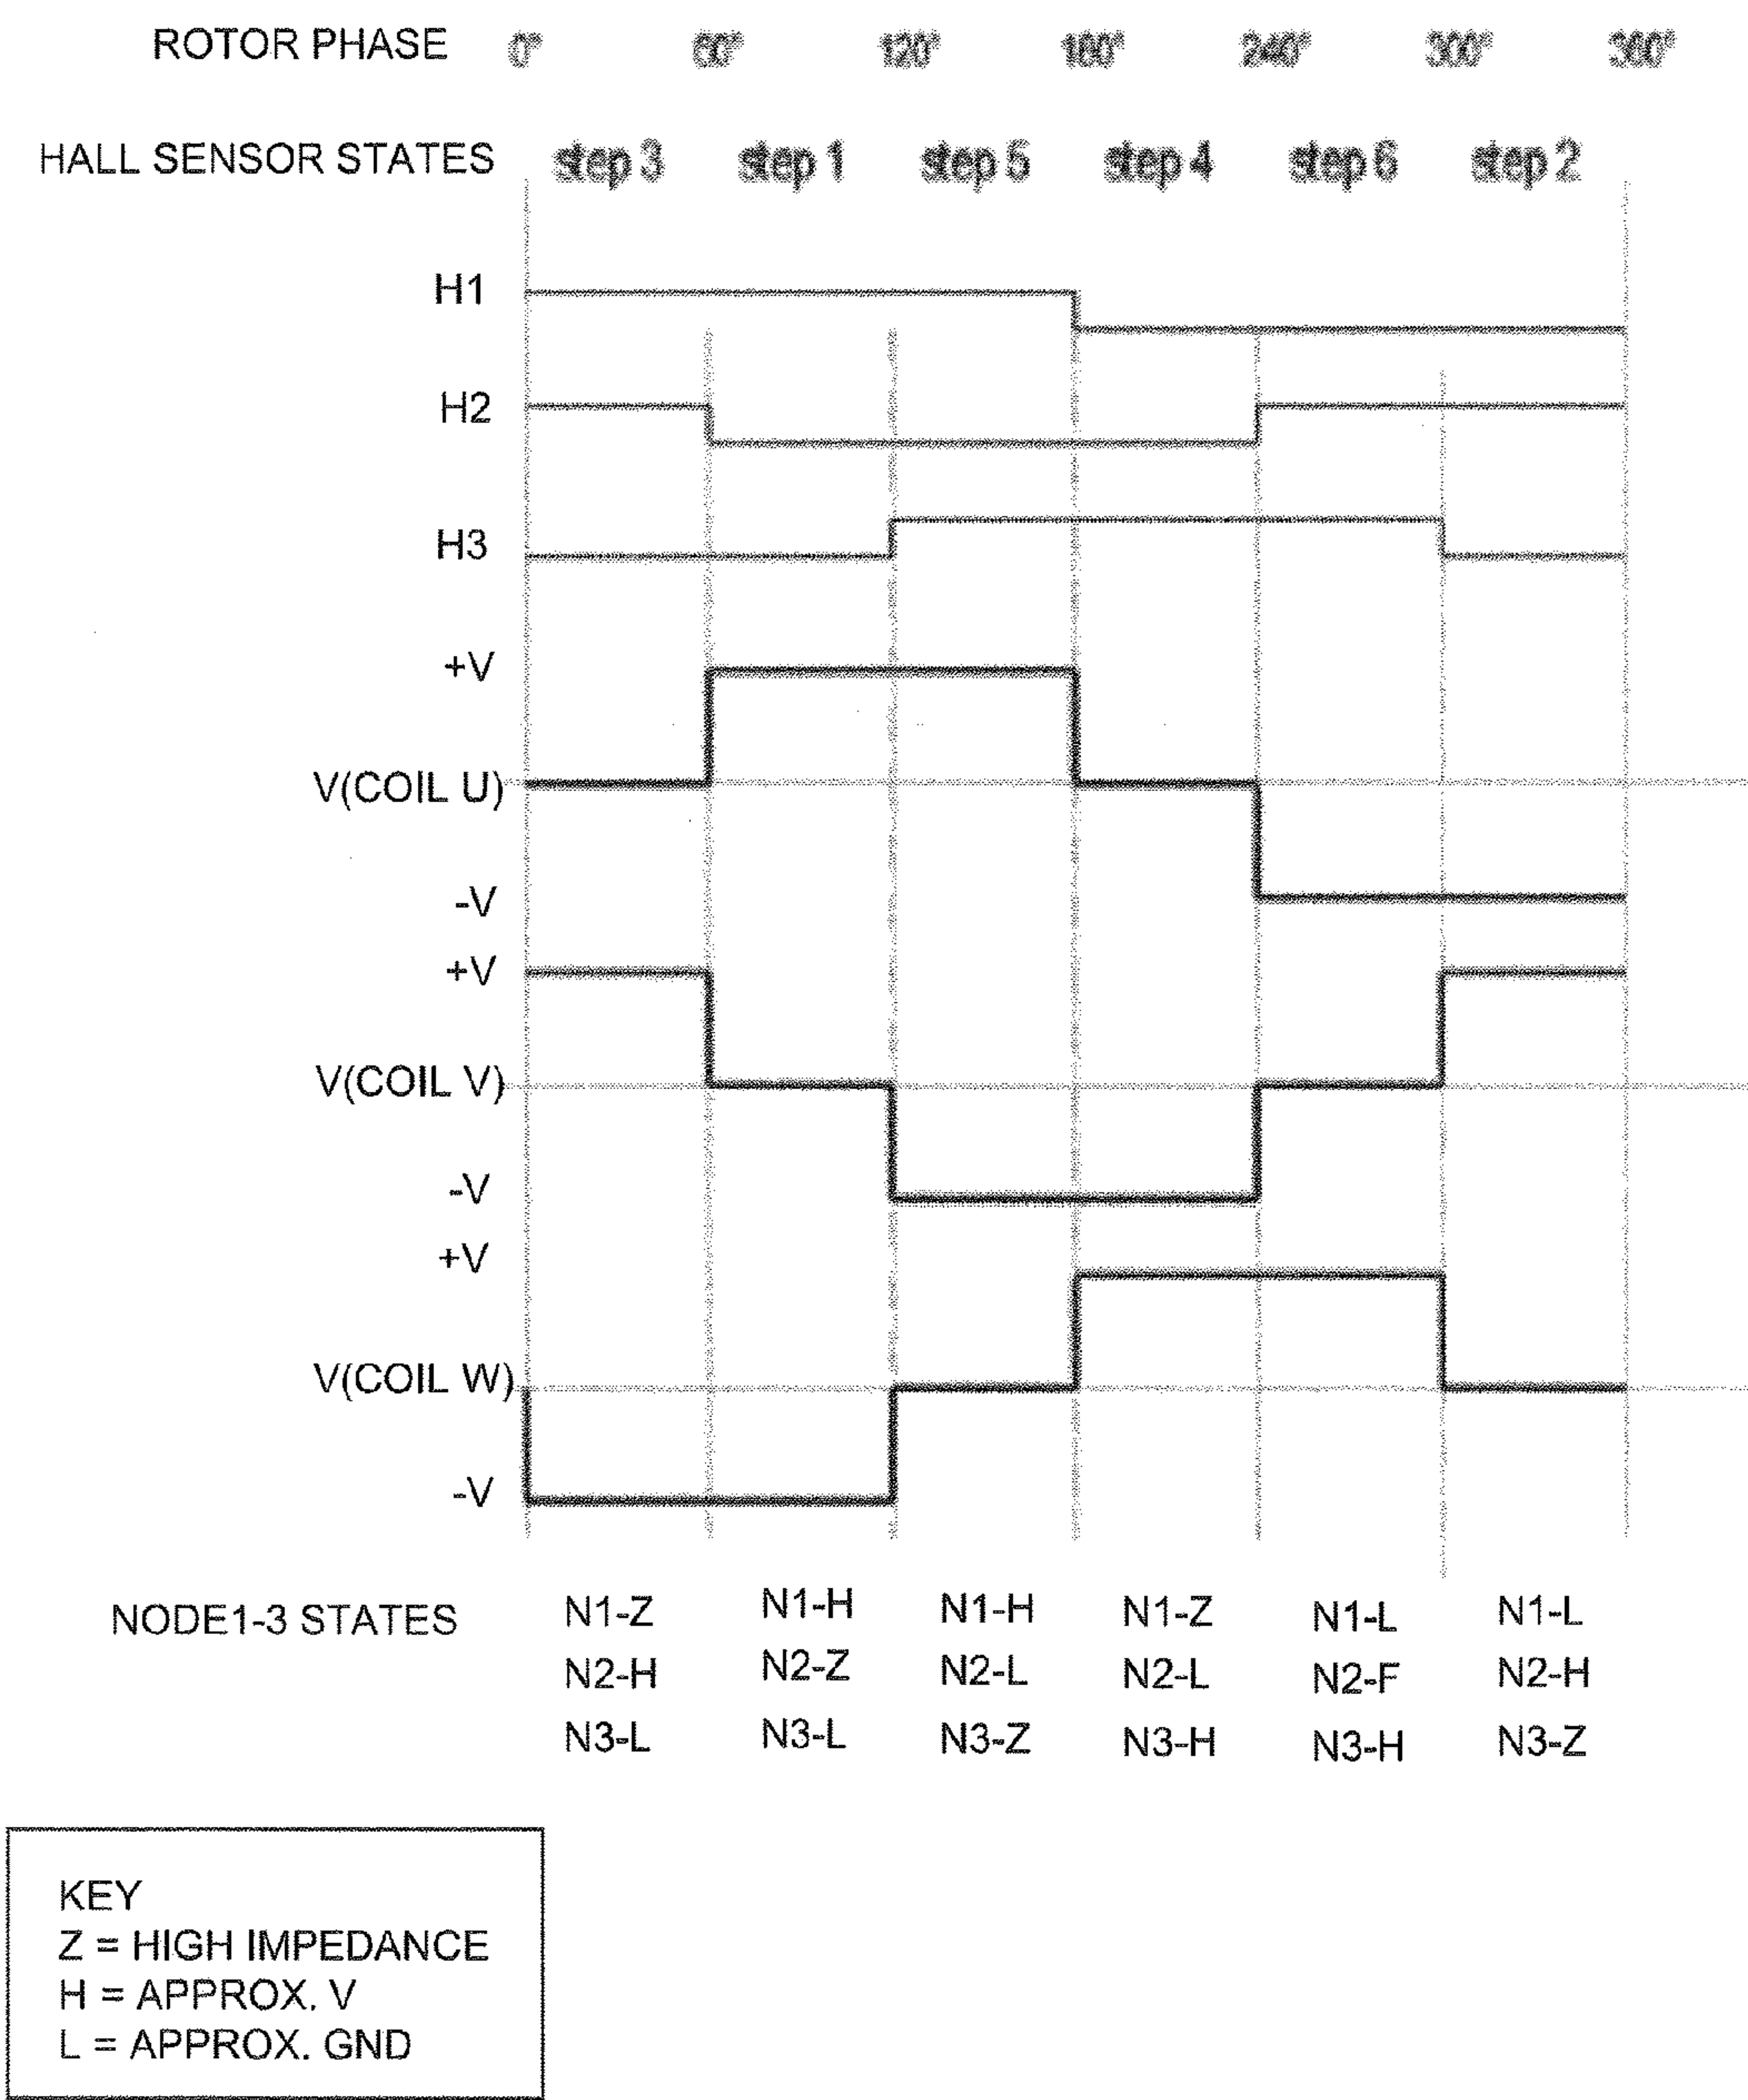 ROTOR PHASE 0° 60° 120° 180° 240° 300° 360°
HALL SENSOR STATES step 3 step 1 step 5 step 4 step 6 step 2
H1
H2
H3
+V
V(COIL U)
-V
+V
V(COIL V)
-V
+V
V(COIL W)
-V
NODE1-3 STATES N1-Z N1-H N1-H N1-Z N1-L N1-L
N2-H N2-Z N2-L N2-L N2-F N2-H
N3-L N3-L N3-Z N3-H N3-H N3-Z
KEY
Z = HIGH IMPEDANCE
H = APPROX. V
L = APPROX. GND